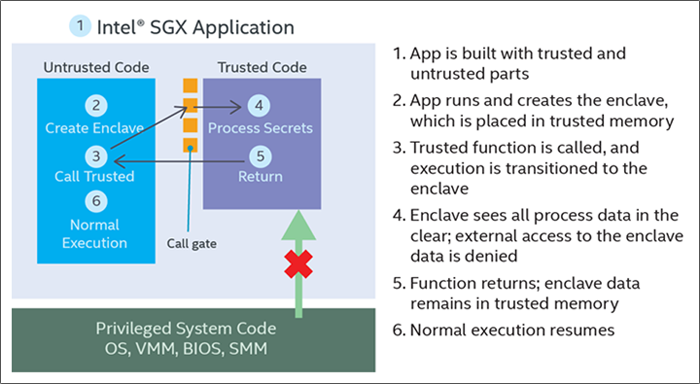 1 Intel® SGX Application
Untrusted Code
Trusted Code
2
Create Enclave
3
Call Trusted
6
Normal
Execution
4
Process Secrets
5
Return
Call gate
Privileged System Code
OS, VMM, BIOS, SMM
1. App is built with trusted and
untrusted parts
2. App runs and creates the enclave,
which is placed in trusted memory
3. Trusted function is called, and
execution is transitioned to the
enclave
4. Enclave sees all process data in the
clear; external access to the enclave
data is denied
5. Function returns; enclave data
remains in trusted memory
6. Normal execution resumes